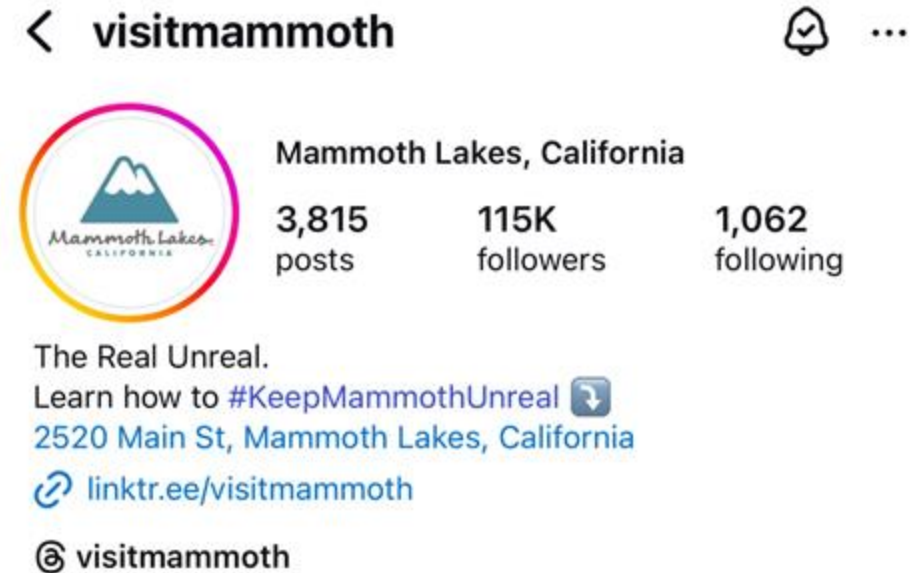 visitmammoth
Mammoth Lakes
CALIFORNIA
Mammoth Lakes, California
3,815 115K 1,062
posts followers following
The Real Unreal.
Learn how to #KeepMammothUnreal ⤵️
2520 Main St, Mammoth Lakes, California
linktr.ee/visitmammoth
visitmammoth